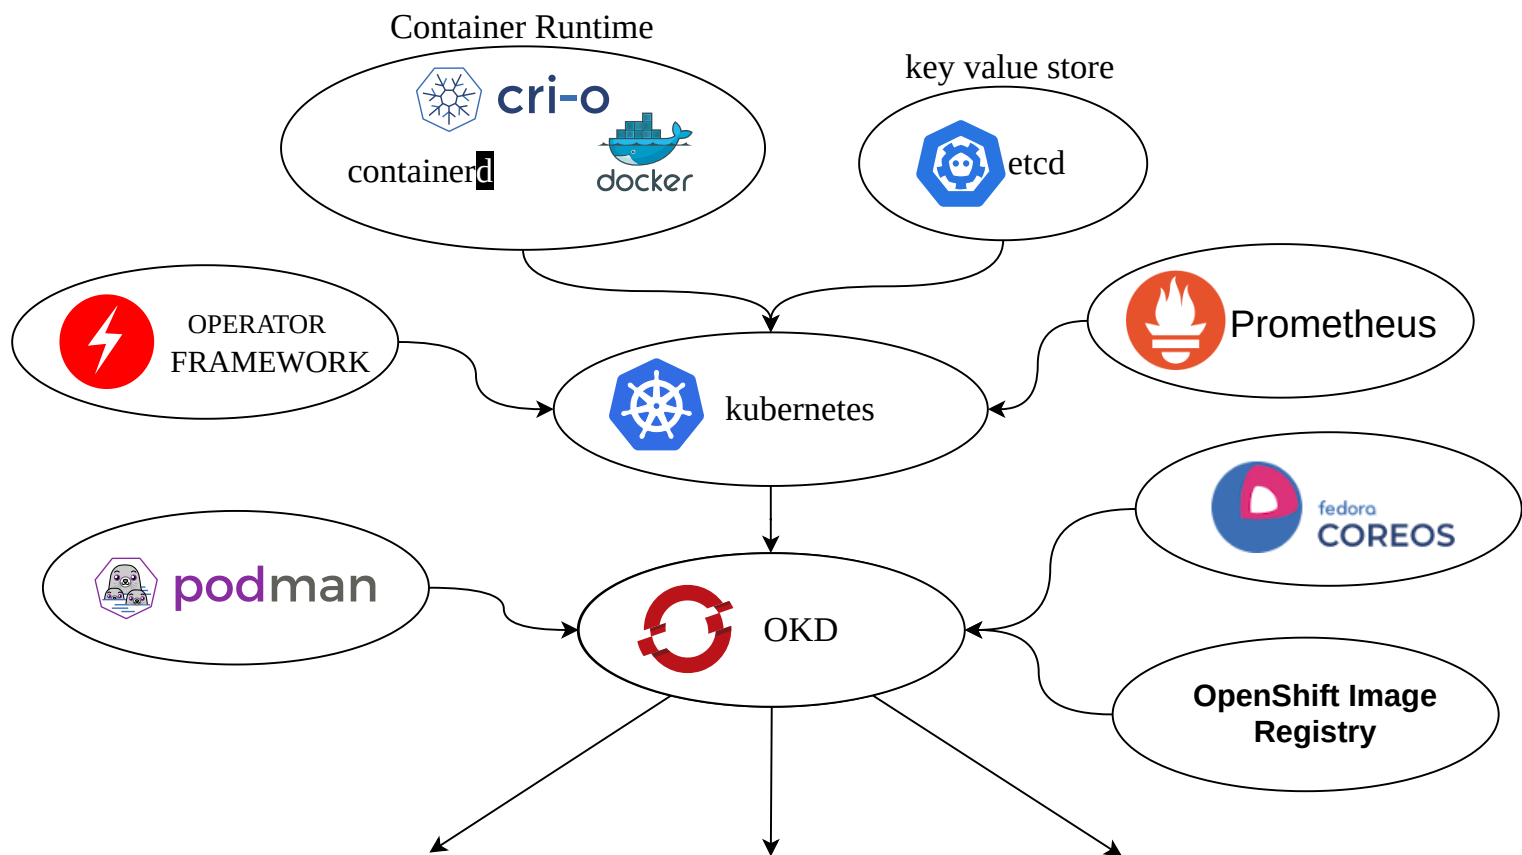 Container Runtime
key value store
cri-o
containerd
docker
etcd
OPERATOR
FRAMEWORK
Prometheus
kubernetes
fedora
COREOS
podman
OKD
OpenShift Image
Registry